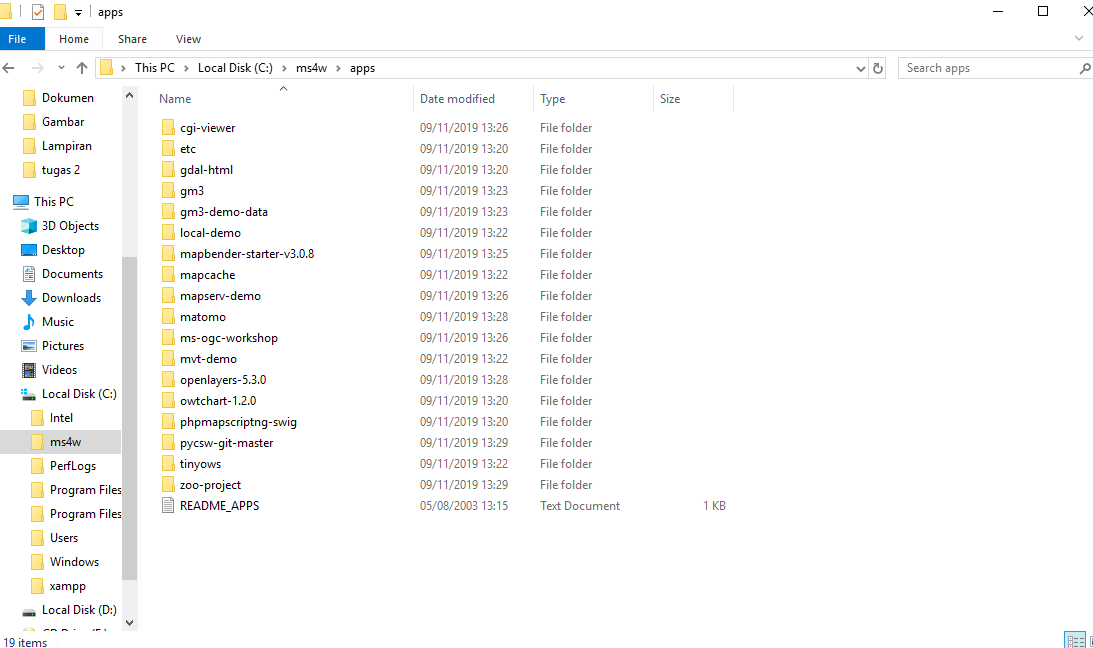 apps
File Home Share View
This PC Local Disk (C:) ms4w apps Search apps
Dokumen
Gambar
Lampiran
tugas 2
This PC
3D Objects
Desktop
Documents
Downloads
Music
Pictures
Videos
Local Disk (C:)
Intel
ms4w
PerfLogs
Program Files
Program Files
Users
Windows
xampp
Local Disk (D:)
Name Date modified Type Size
cgi-viewer 09/11/2019 13:26 File folder
etc 09/11/2019 13:20 File folder
gdal-html 09/11/2019 13:20 File folder
gm3 09/11/2019 13:23 File folder
gm3-demo-data 09/11/2019 13:23 File folder
local-demo 09/11/2019 13:22 File folder
mapbender-starter-v3.0.8 09/11/2019 13:25 File folder
mapcache 09/11/2019 13:22 File folder
mapserv-demo 09/11/2019 13:26 File folder
matomo 09/11/2019 13:28 File folder
ms-ogc-workshop 09/11/2019 13:26 File folder
mvt-demo 09/11/2019 13:22 File folder
openlayers-5.3.0 09/11/2019 13:28 File folder
owtchart-1.2.0 09/11/2019 13:20 File folder
phpmapscriptng-swig 09/11/2019 13:20 File folder
pycsw-git-master 09/11/2019 13:29 File folder
tinyows 09/11/2019 13:22 File folder
zoo-project 09/11/2019 13:29 File folder
README_APPS 05/08/2003 13:15 Text Document 1 KB
19 items